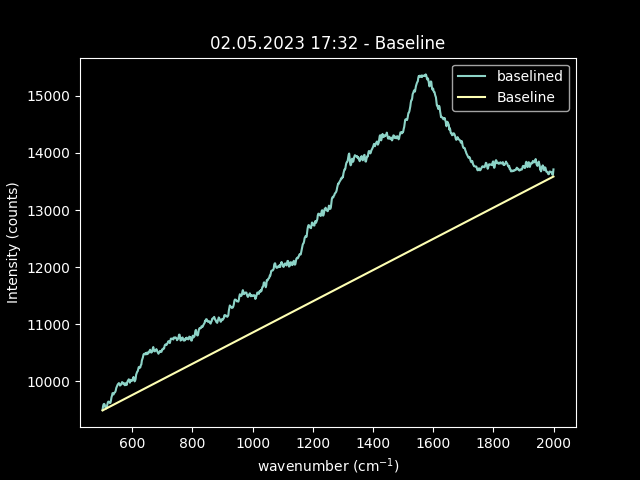 02.05.2023 17:32 - Baseline
baselined
Baseline
Intensity (counts)
15000
14000
13000
12000
11000
10000
600 800 1000 1200 1400 1600 1800 2000
wavenumber (cm⁻¹)